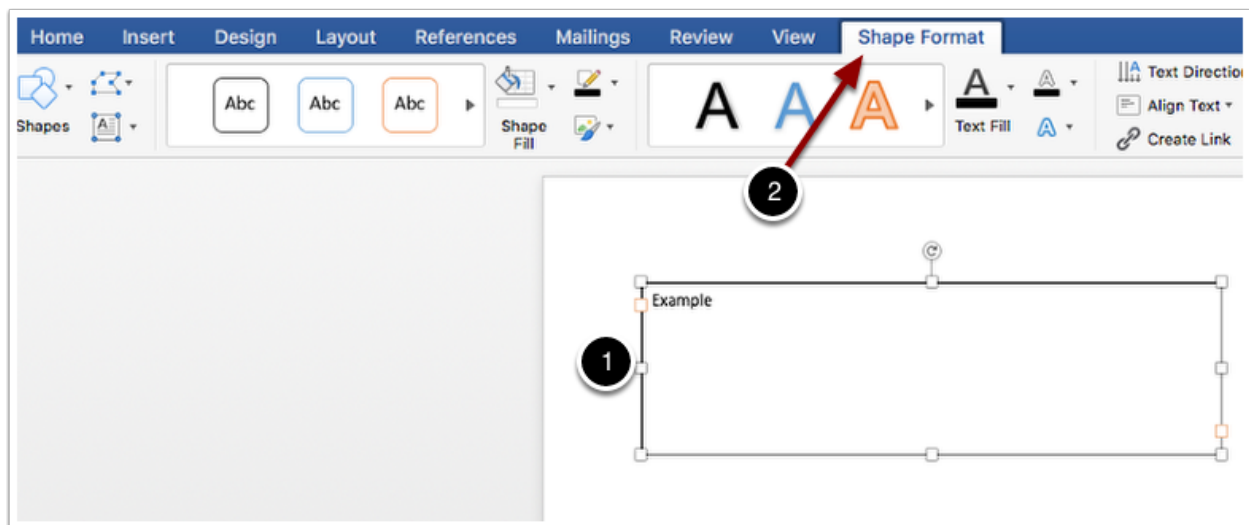 Home Insert Design Layout References Mailings Review View Shape Format
Abc Abc Abc
Shapes
Shape
Fill
A A A
Text Fill
Text Direction
Align Text
Create Link
2
Example
1